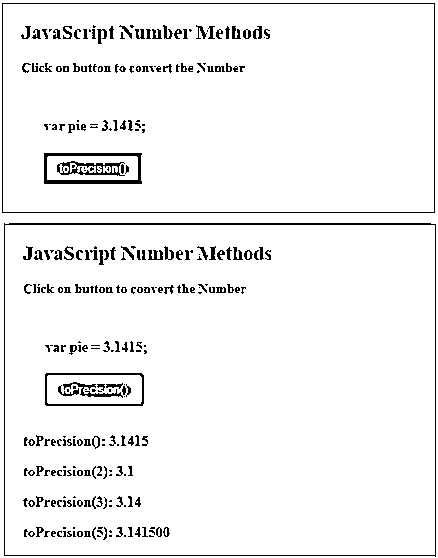 JavaScript Number Methods
Click on button to convert the Number
var pie = 3.1415;
toPrecision()
JavaScript Number Methods
Click on button to convert the Number
var pie = 3.1415;
toPrecision()
toPrecision(): 3.1415
toPrecision(2): 3.1
toPrecision(3): 3.14
toPrecision(5): 3.141500